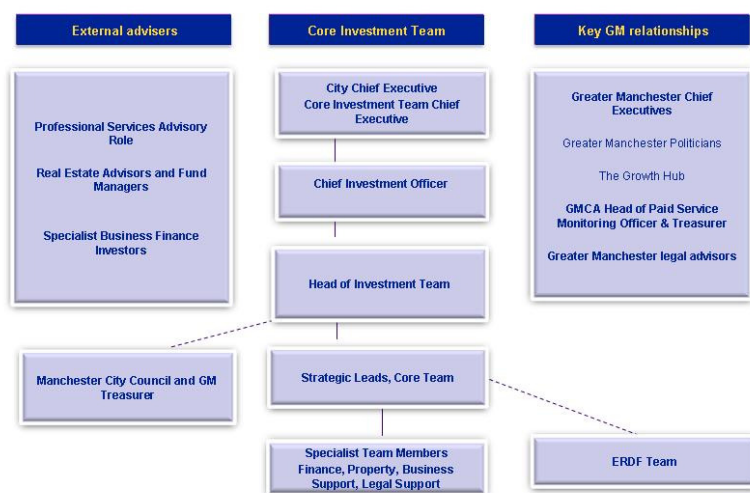 External advisers
Core Investment Team
Key GM relationships
Professional Services Advisory
Role
Real Estate Advisors and Fund
Managers
Specialist Business Finance
Investors
City Chief Executive
Core Investment Team Chief
Executive
Chief Investment Officer
Head of Investment Team
Greater Manchester Chief
Executives
Greater Manchester Politicians
The Growth Hub
GMCA Head of Paid Service
Monitoring Officer & Treasurer
Greater Manchester legal advisors
Manchester City Council and GM
Treasurer
Strategic Leads, Core Team
Specialist Team Members
Finance, Property, Business
Support, Legal Support
ERDF Team